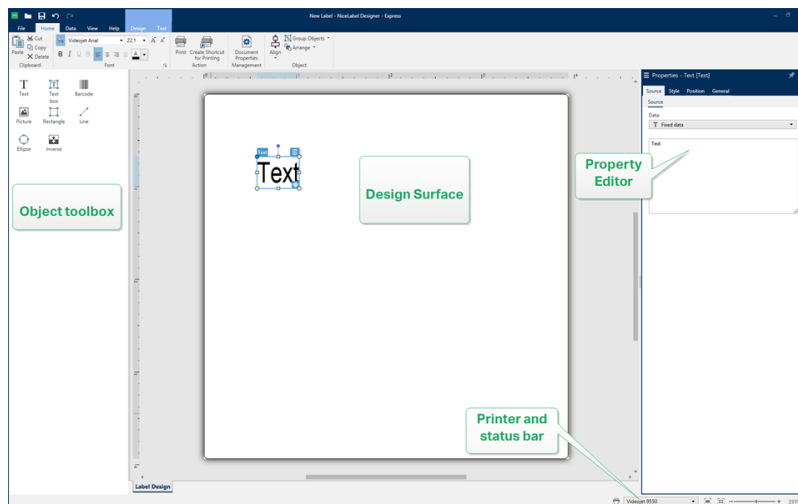 New Label - NiceLabel Designer - Express
File Home Data View Help Design Text
Paste
Cut
Copy
Delete
Clipboard
Videojet Arial 22,1
B I U
Font
Print
Create Shortcut for Printing
Action
Document Properties
Management
Align
Group Objects
Arrange
Object
Text
Text box
Barcode
Picture
Rectangle
Line
Ellipse
Inverse
Object toolbox
Text
Text
Design Surface
Property
Editor
Properties - Text [Text]
Source Style Position General
Source
Data:
T Fixed data
Text
Printer and
status bar
Label Design
Videojet 9550